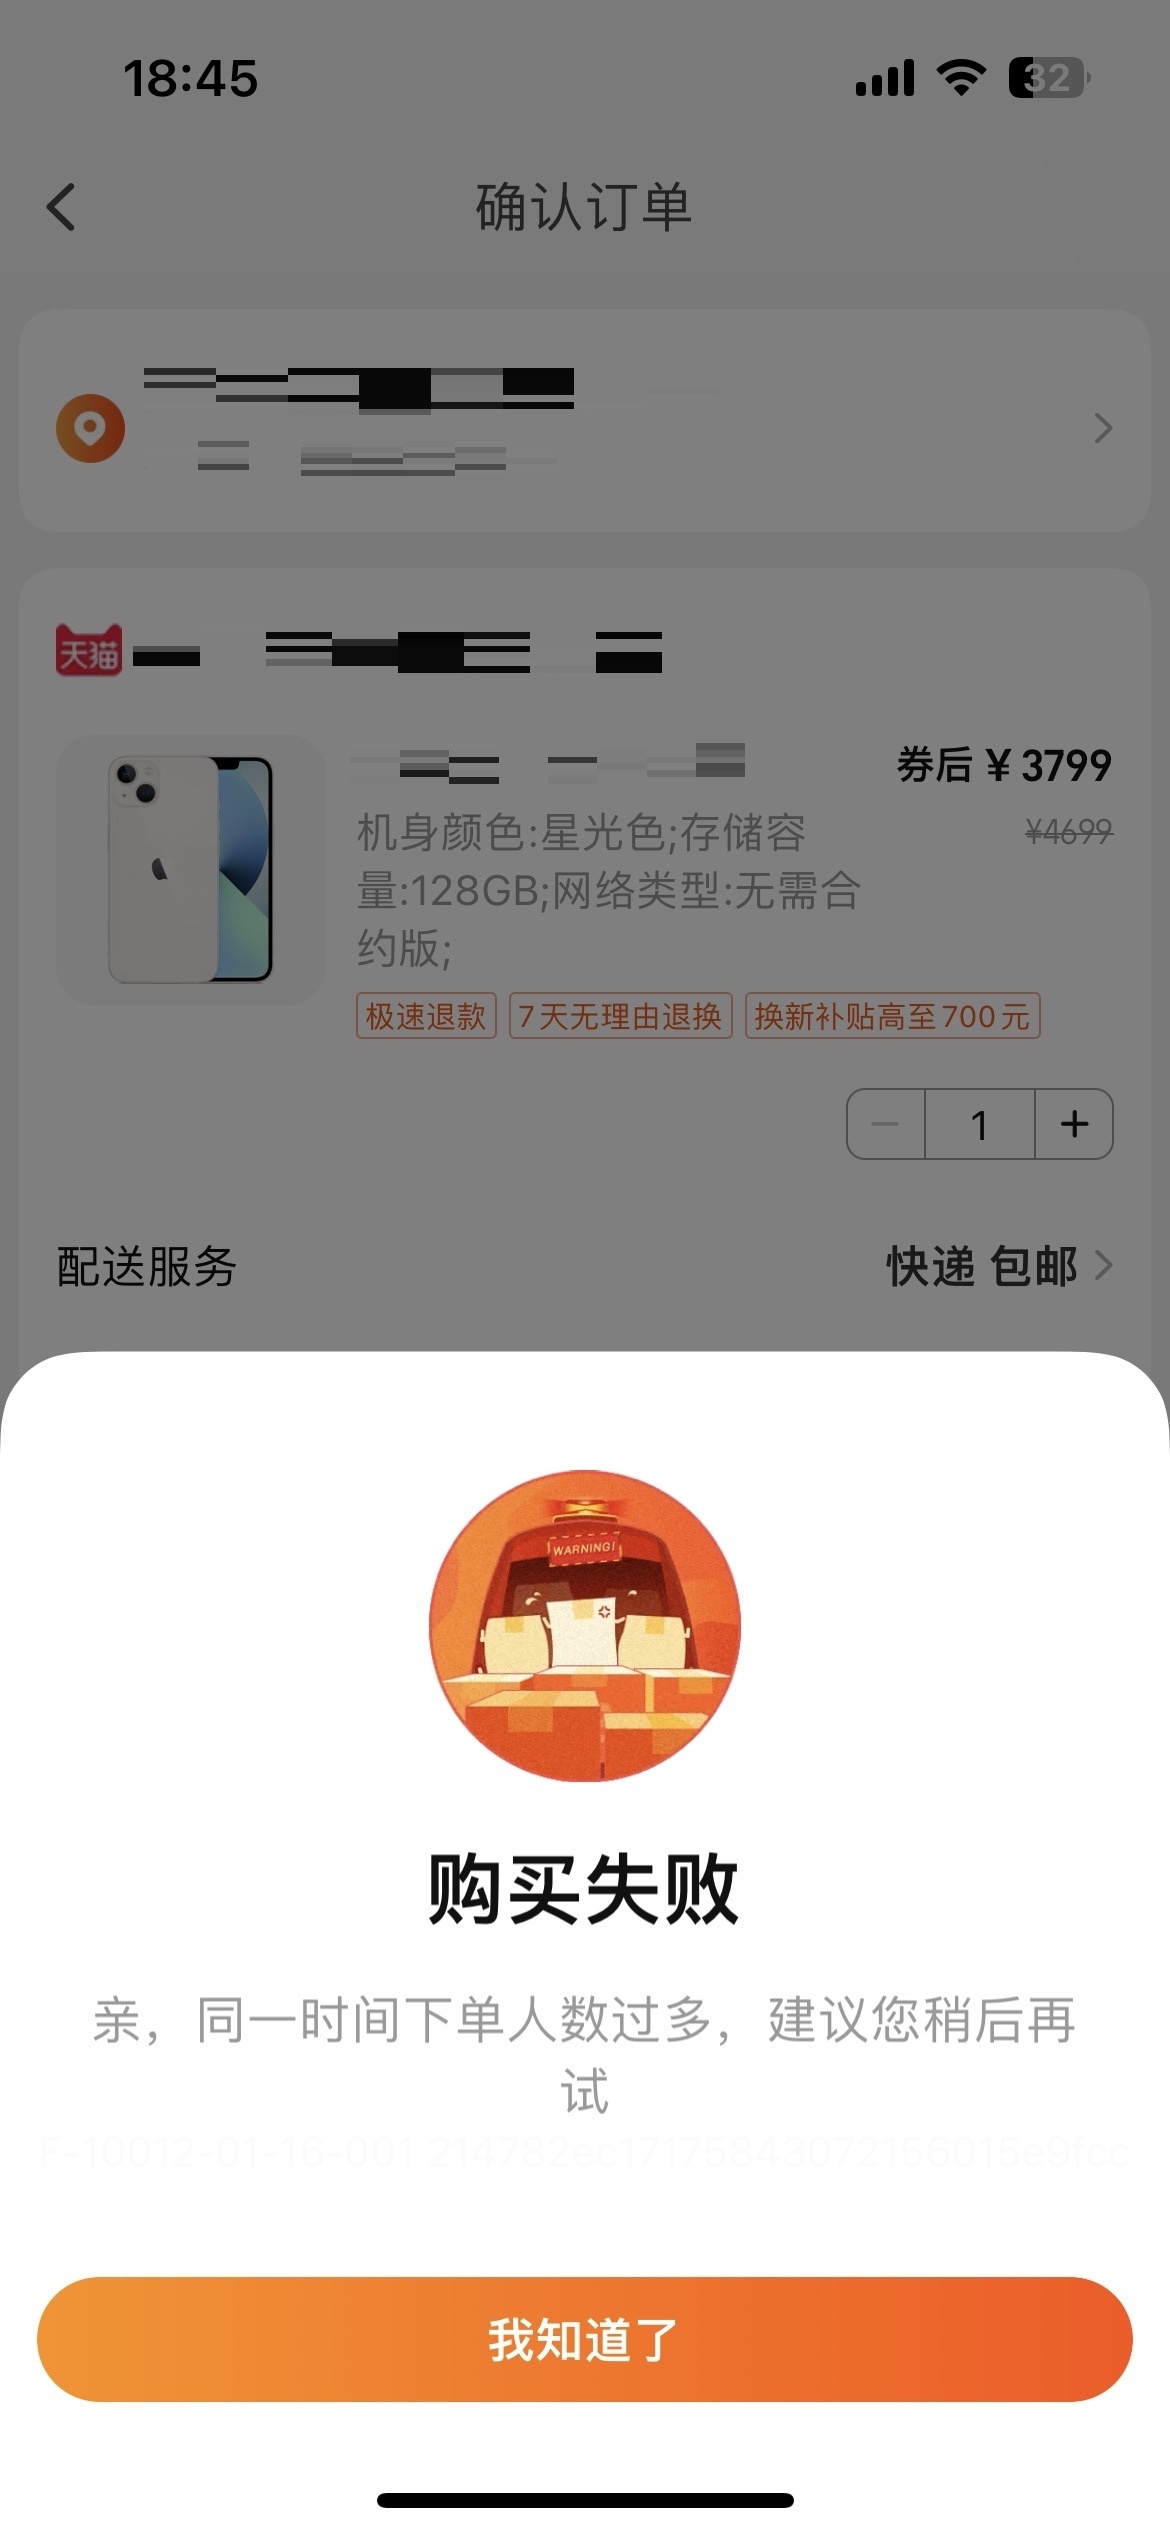 18:45
32
确认订单
天猫
券后 ¥ 3799
¥4699
机身颜色:星光色;存储容
量:128GB;网络类型:无需合
约版;
极速退款 7天无理由退换 换新补贴高至700元
1
配送服务 快递 包邮
WARNING!
购买失败
亲，同一时间下单人数过多，建议您稍后再
试
F-10012-01-16-001 214782ec17175843072156015e9fcc
我知道了